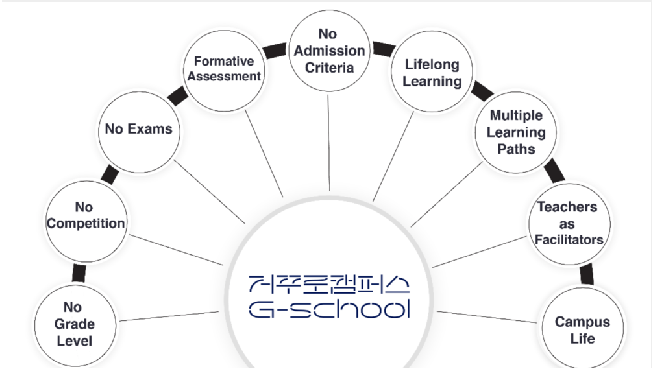 No
Admission
Criteria
Formative
Assessment
Lifelong
Learning
No Exams
Multiple
Learning
Paths
No
Competition
Teachers
as
Facilitators
거꾸로캠퍼스
G-school
No
Grade
Level
Campus
Life